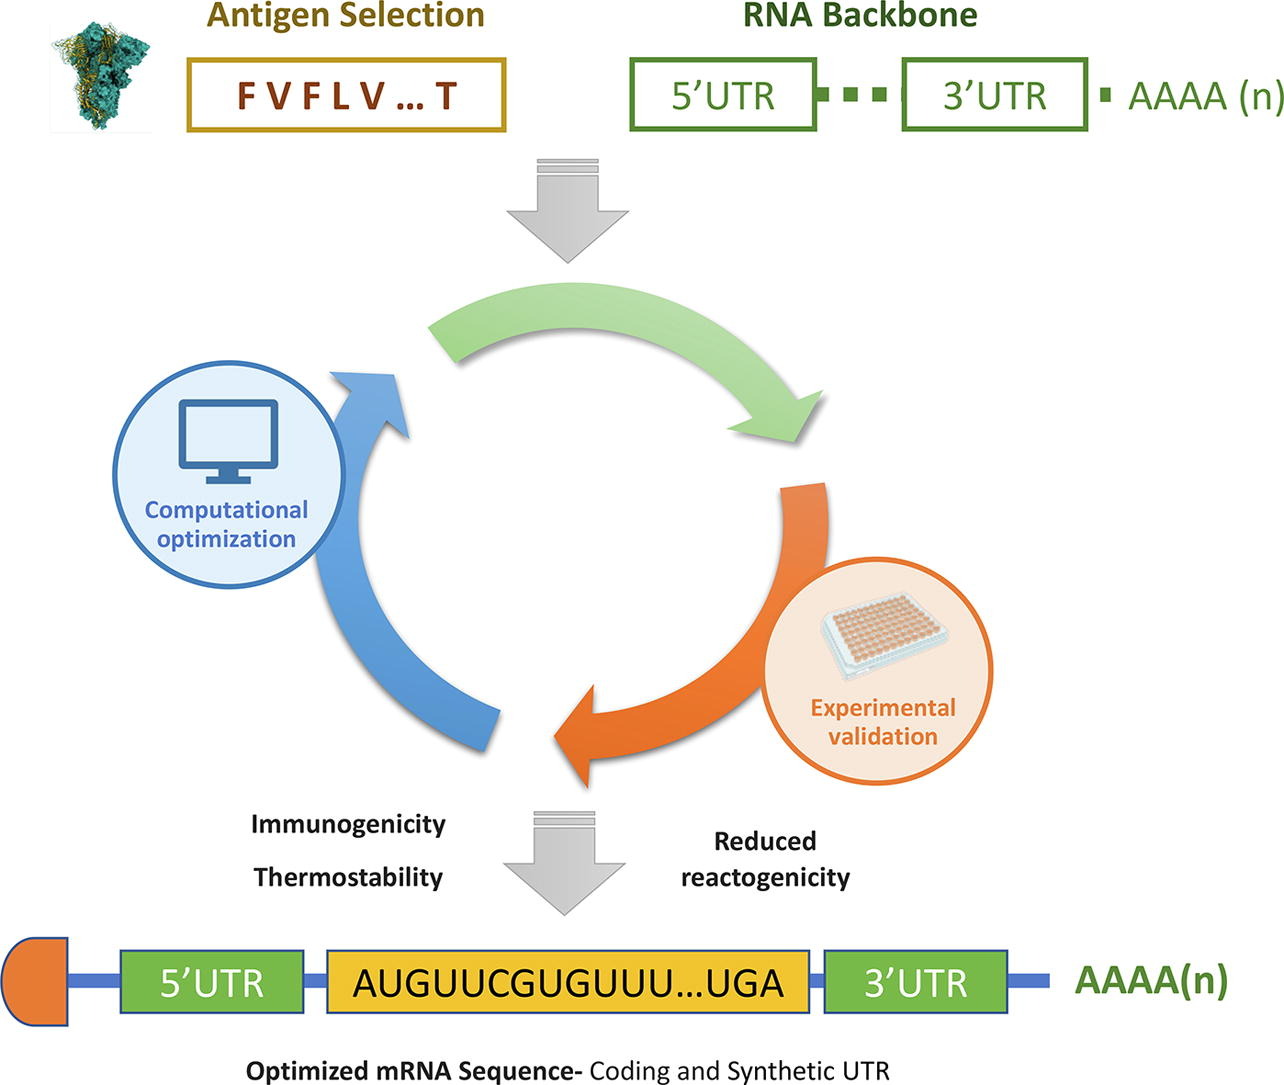 Antigen Selection
RNA Backbone
F V F L V ... T
5’UTR
3’UTR
AAAA (n)
Computational
optimization
Experimental
validation
Immunogenicity
Thermostability
Reduced
reactogenicity
5’UTR
AUGUUCGUGUUU...UGA
3’UTR
AAAA(n)
Optimized mRNA Sequence- Coding and Synthetic UTR